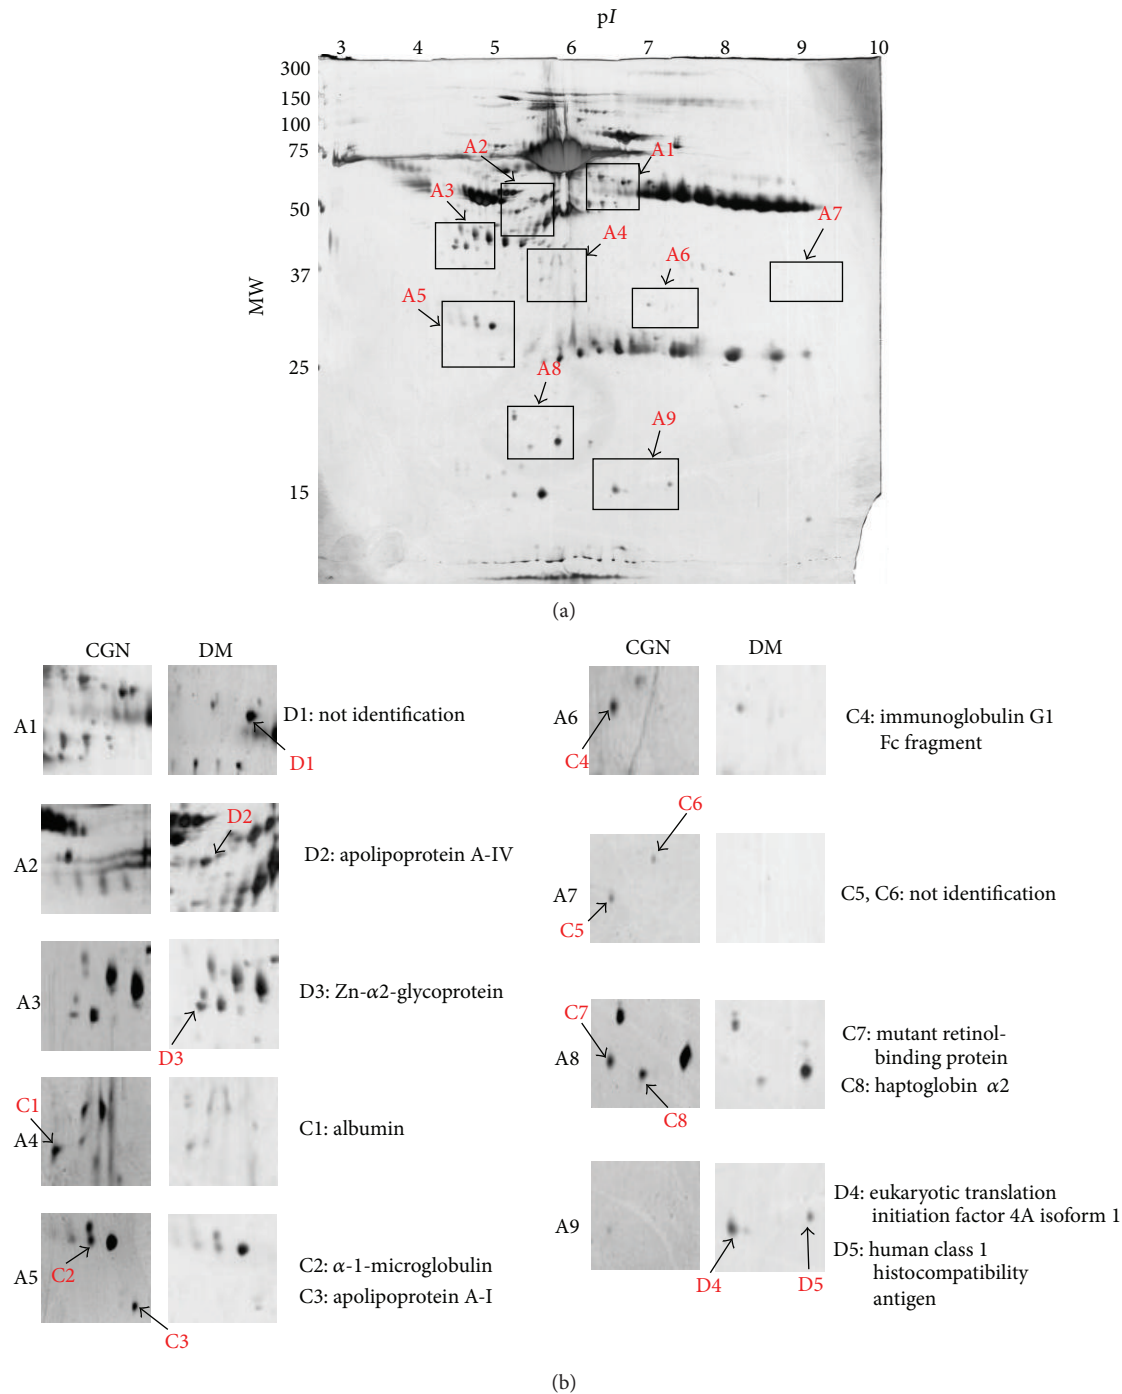 pI
3 4 5 6 7 8 9 10
300
150
100
75
50
37
25
15
MW
A1
A2
A3
A4
A5
A6
A7
A8
A9
(a)
CGN DM
A1
D1
D1: not identification
A2
D2
D2: apolipoprotein A-IV
A3
D3
D3: Zn-α2-glycoprotein
C1
A4
C1: albumin
A5
C2
C3
C2: α-1-microglobulin
C3: apolipoprotein A-I
CGN DM
A6
C4
C4: immunoglobulin G1
Fc fragment
C6
A7
C5
C5, C6: not identification
C7
A8
C8
C7: mutant retinol-
binding protein
C8: haptoglobin α2
A9
D4 D5
D4: eukaryotic translation
initiation factor 4A isoform 1
D5: human class 1
histocompatibility
antigen
(b)